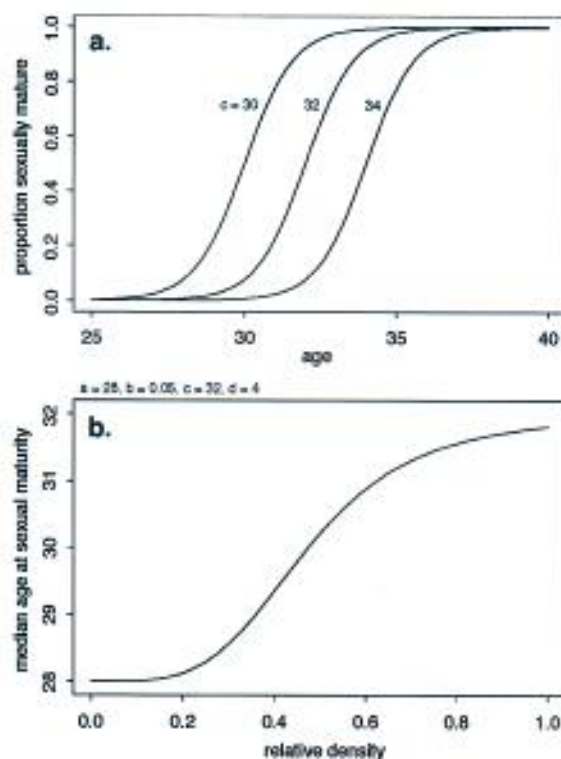 a.
1.0
0.8
0.6
0.4
0.2
0.0
proportion sexually mature
c = 30
32
34
25 30 35 40
age
a = 28, b = 0.05, c = 32, d = 4
b.
32
31
30
29
28
median age at sexual maturity
0.0 0.2 0.4 0.6 0.8 1.0
relative density